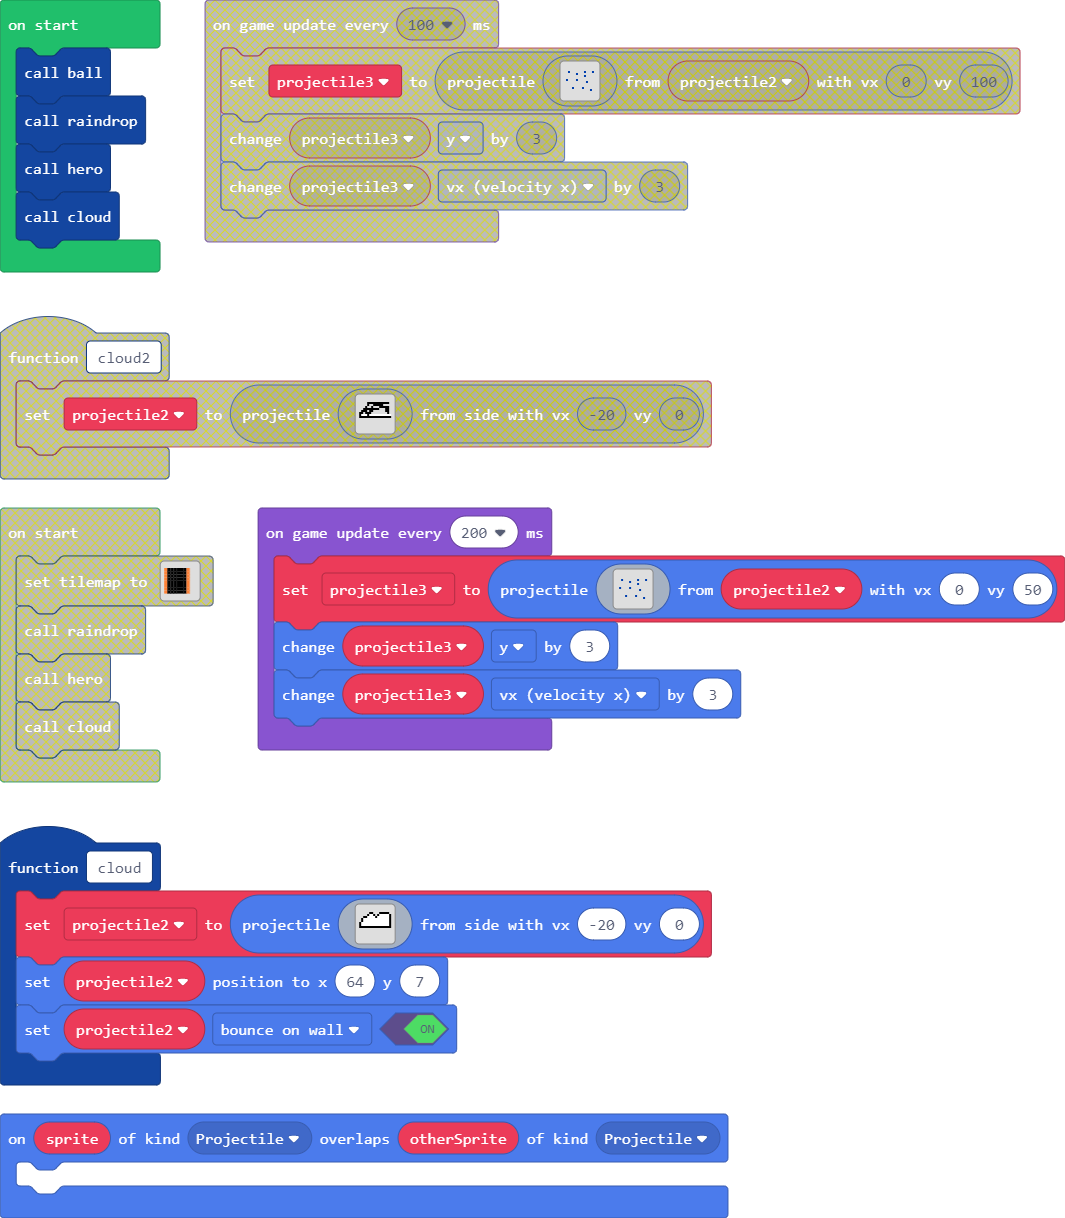 on start
call ball
call raindrop
call hero
call cloud
on game update every 100 ms
set projectile3 to projectile from projectile2 with vx 0 vy 100
change projectile3 y by 3
change projectile3 vx (velocity x) by 3
function cloud2
set projectile2 to projectile from side with vx -20 vy 0
on start
set tilemap to
call raindrop
call hero
call cloud
on game update every 200 ms
set projectile3 to projectile from projectile2 with vx 0 vy 50
change projectile3 y by 3
change projectile3 vx (velocity x) by 3
function cloud
set projectile2 to projectile from side with vx -20 vy 0
set projectile2 position to x 64 y 7
set projectile2 bounce on wall ON
on sprite of kind Projectile overlaps otherSprite of kind Projectile